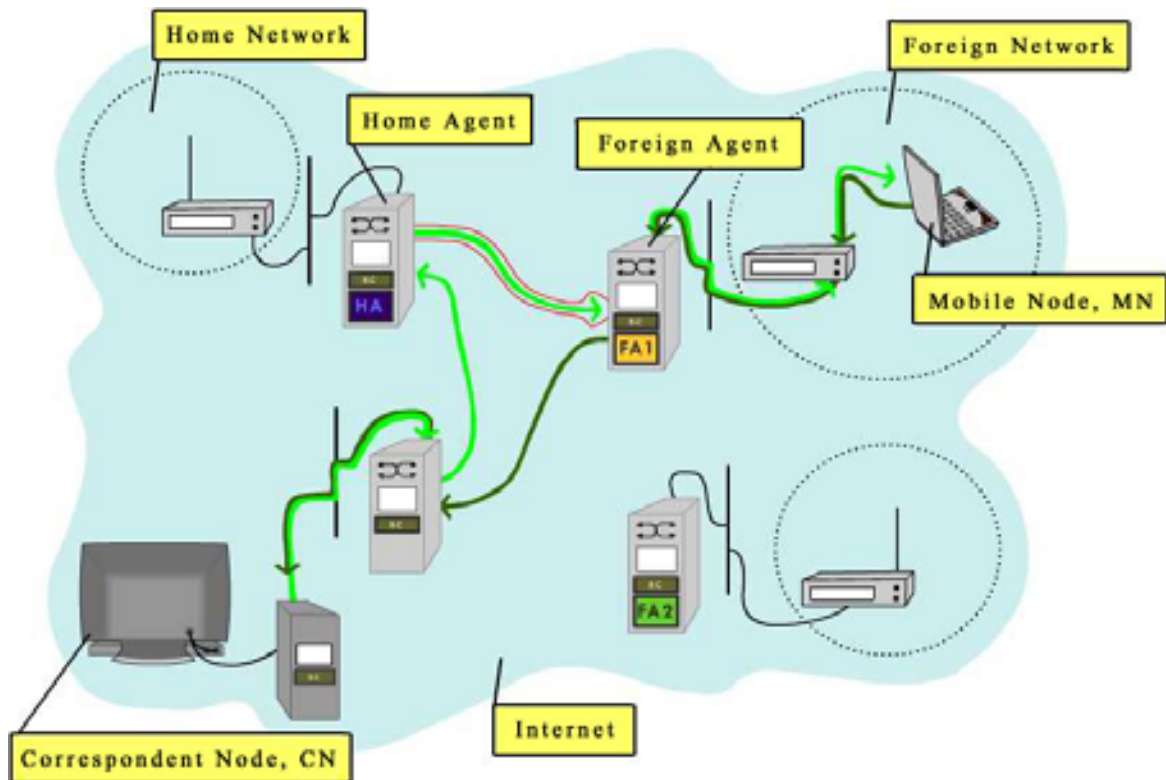 Home Network
Foreign Network
Home Agent
Foreign Agent
HA
FA1
Mobile Node, MN
FA2
Internet
Correspondent Node, CN